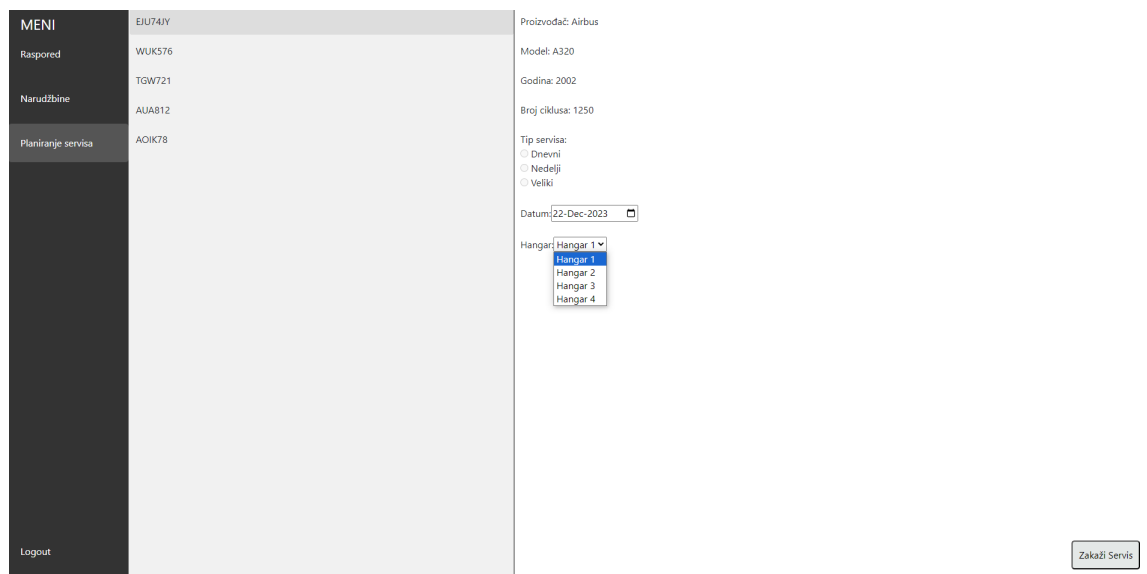 MENI
Raspored
Narudžbine
Planiranje servisa
Logout
EJU74JY
WUK576
TGW721
AUA812
AOIK78
Proizvođač: Airbus
Model: A320
Godina: 2002
Broj ciklusa: 1250
Tip servisa:
Dnevni
Nedelji
Veliki
Datum: 22-Dec-2023
Hangar: Hangar 1
Hangar 1
Hangar 2
Hangar 3
Hangar 4
Zakaži Servis